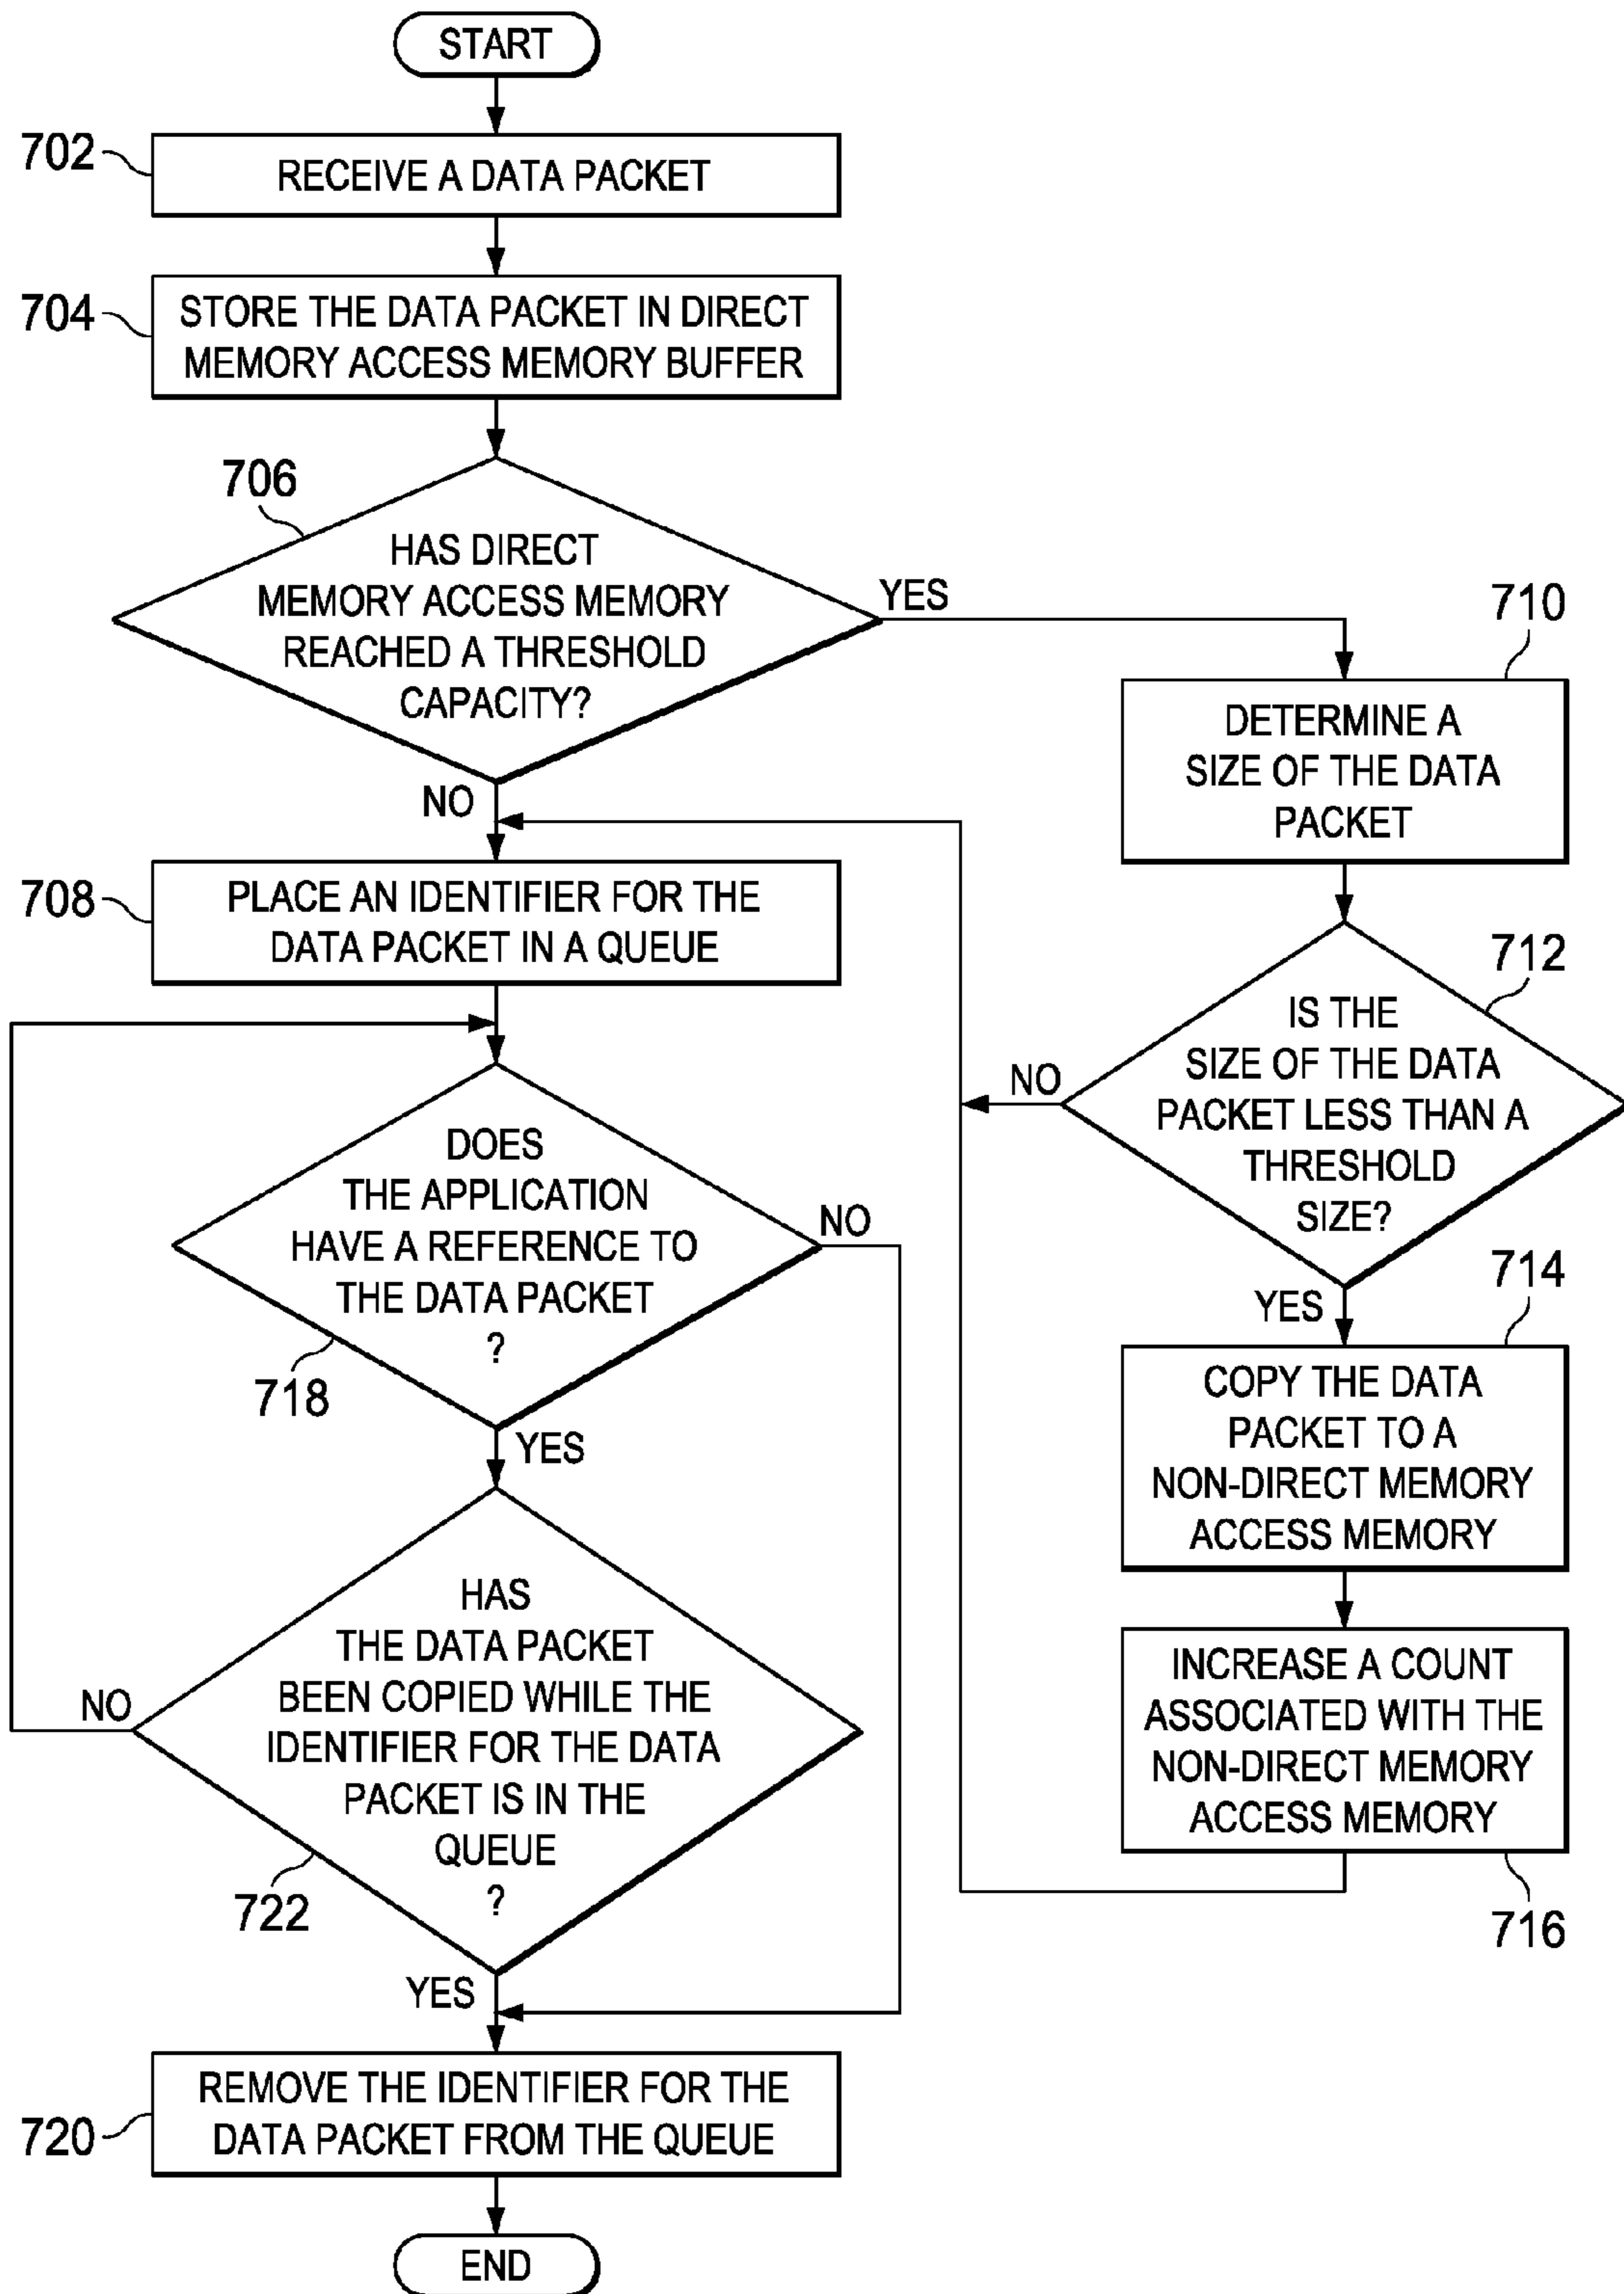 START
702
RECEIVE A DATA PACKET
704
STORE THE DATA PACKET IN DIRECT
MEMORY ACCESS MEMORY BUFFER
706
HAS DIRECT
MEMORY ACCESS MEMORY
REACHED A THRESHOLD
CAPACITY?
YES
NO
710
DETERMINE A
SIZE OF THE DATA
PACKET
708
PLACE AN IDENTIFIER FOR THE
DATA PACKET IN A QUEUE
712
IS THE
SIZE OF THE DATA
PACKET LESS THAN A
THRESHOLD
SIZE?
NO
YES
714
COPY THE DATA
PACKET TO A
NON-DIRECT MEMORY
ACCESS MEMORY
INCREASE A COUNT
ASSOCIATED WITH THE
NON-DIRECT MEMORY
ACCESS MEMORY
716
DOES
THE APPLICATION
HAVE A REFERENCE TO
THE DATA PACKET
?
NO
718
YES
HAS
THE DATA PACKET
BEEN COPIED WHILE THE
IDENTIFIER FOR THE DATA
PACKET IS IN THE
QUEUE
?
NO
722
YES
720
REMOVE THE IDENTIFIER FOR THE
DATA PACKET FROM THE QUEUE
END